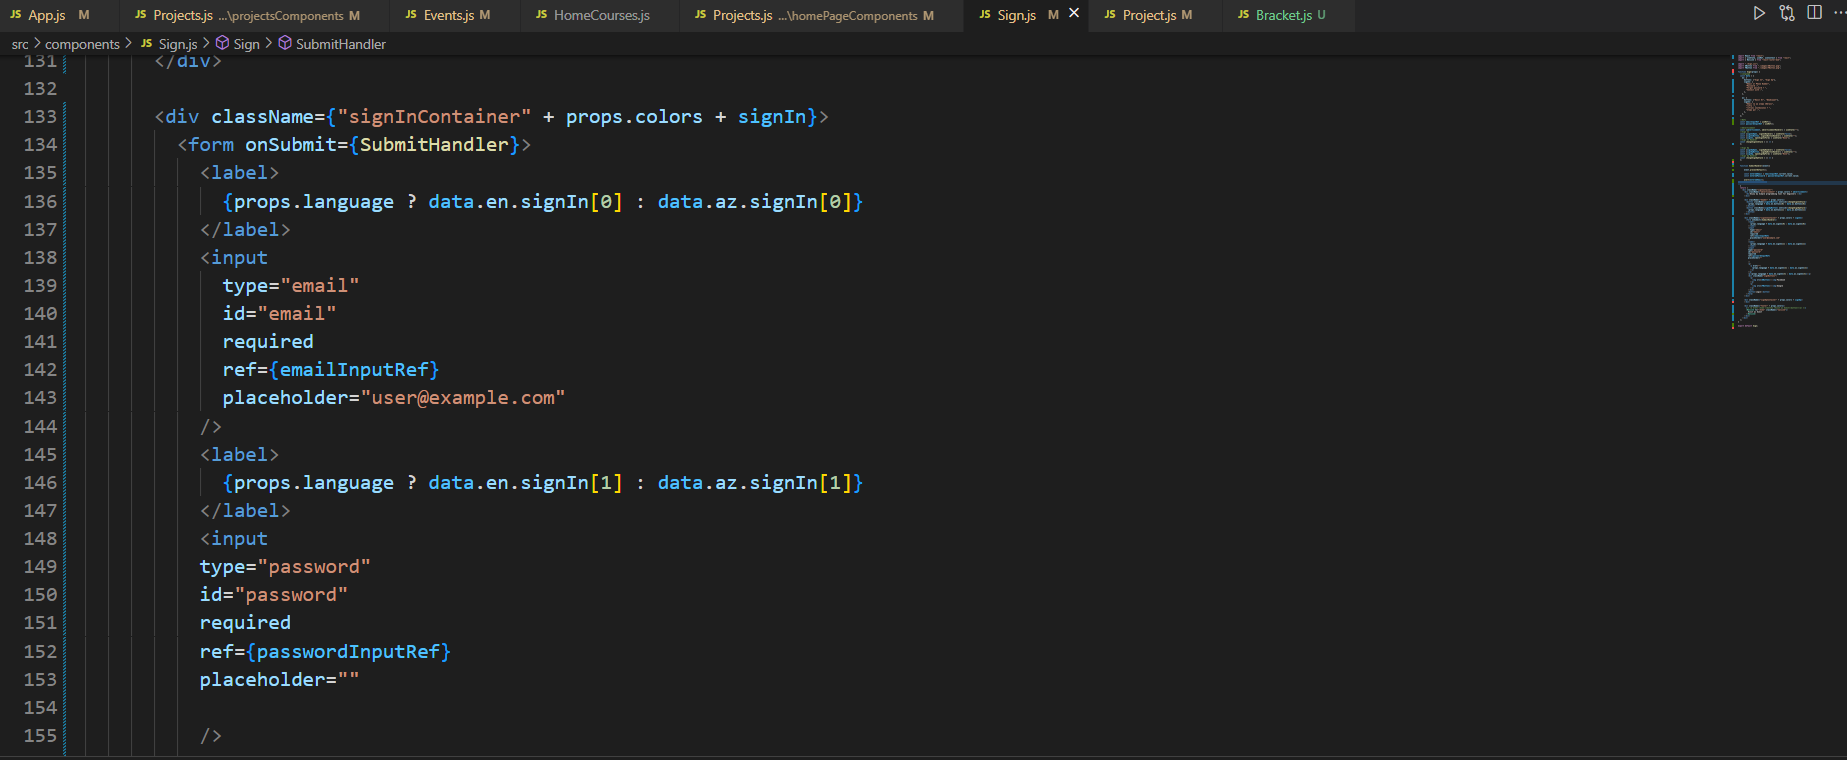 JS App.js M JS Projects.js ...\projectsComponents M JS Events.js M JS HomeCourses.js JS Projects.js ...\homePageComponents M JS Sign.js M JS Project.js M JS Bracket.js U
src > components > JS Sign.js > Sign > SubmitHandler
131 </div>
132
133 <div className={"signInContainer" + props.colors + signIn}>
134 <form onSubmit={SubmitHandler}>
135 <label>
136 {props.language ? data.en.signIn[0] : data.az.signIn[0]}
137 </label>
138 <input
139 type="email"
140 id="email"
141 required
142 ref={emailInputRef}
143 placeholder="user@example.com"
144 />
145 <label>
146 {props.language ? data.en.signIn[1] : data.az.signIn[1]}
147 </label>
148 <input
149 type="password"
150 id="password"
151 required
152 ref={passwordInputRef}
153 placeholder=""
154
155 />